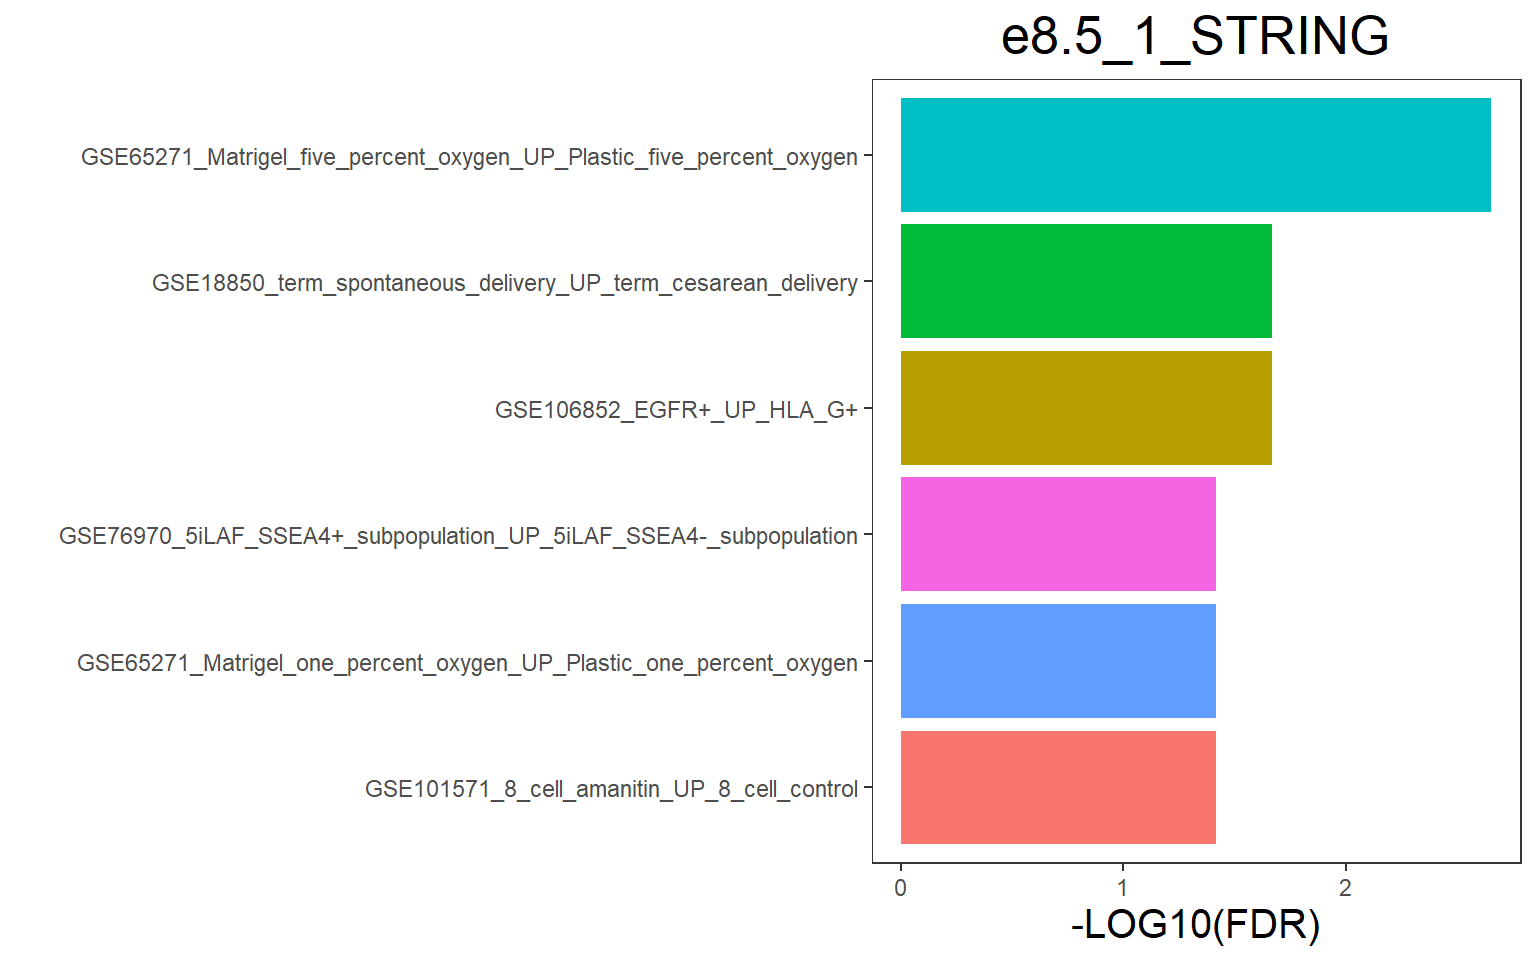 e8.5_1_STRING
GSE65271_Matrigel_five_percent_oxygen_UP_Plastic_five_percent_oxygen
GSE18850_term_spontaneous_delivery_UP_term_cesarean_delivery
GSE106852_EGFR+_UP_HLA_G+
GSE76970_5iLAF_SSEA4+_subpopulation_UP_5iLAF_SSEA4-_subpopulation
GSE65271_Matrigel_one_percent_oxygen_UP_Plastic_one_percent_oxygen
GSE101571_8_cell_amanitin_UP_8_cell_control
0 1 2
-LOG10(FDR)